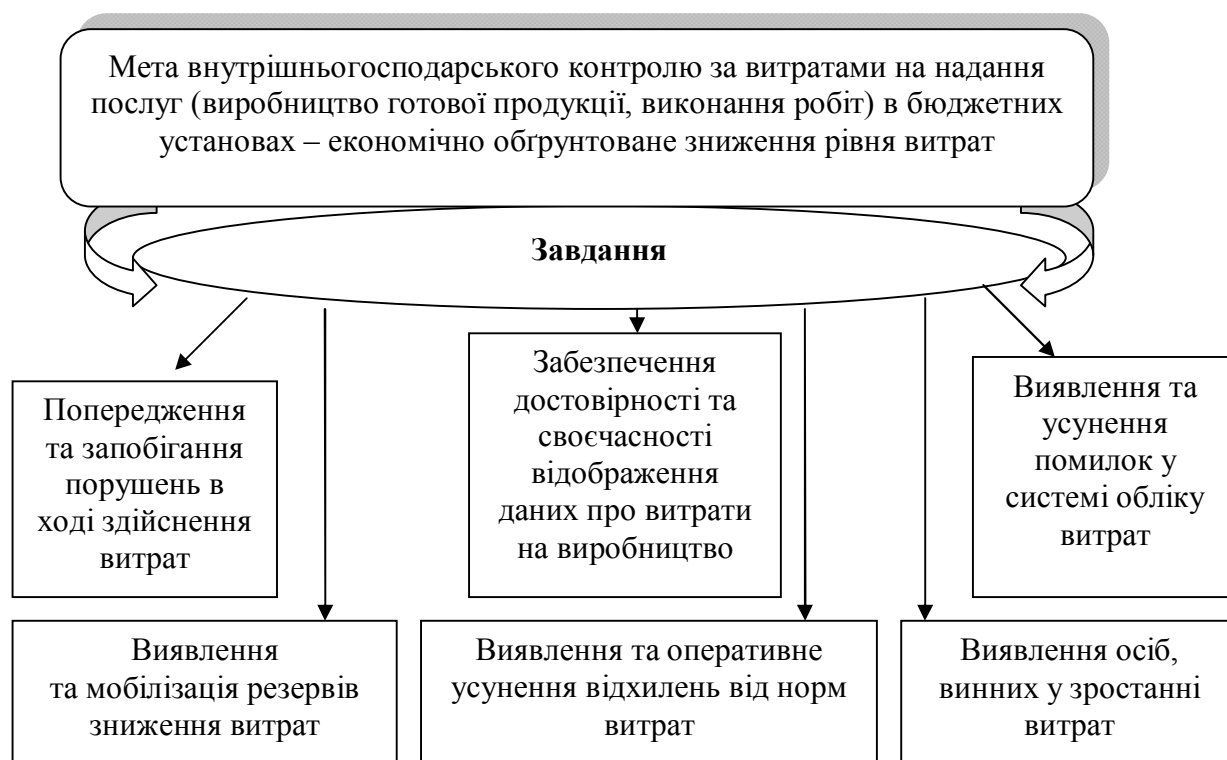 Мета внутрішньогосподарського контролю за витратами на надання
послуг (виробництво готової продукції, виконання робіт) в бюджетних
установах – економічно обґрунтоване зниження рівня витрат
Завдання
Попередження
та запобігання
порушень в
ході здійснення
витрат
Забезпечення
достовірності та
своєчасності
відображення
даних про витрати
на виробництво
Виявлення та
усунення
помилок у
системі обліку
витрат
Виявлення
та мобілізація резервів
зниження витрат
Виявлення та оперативне
усунення відхилень від норм
витрат
Виявлення осіб,
винних у зростанні
витрат